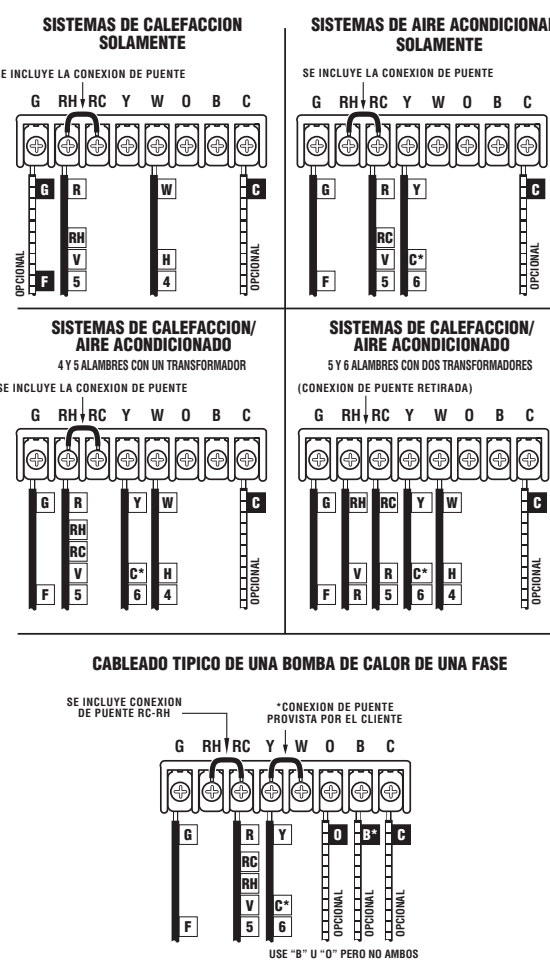 SISTEMAS DE CALEFACCION
SOLAMENTE
SE INCLUYE LA CONEXION DE PUENTE
G RH RC Y W O B C
G R W C
RH
V H
F 5 4
OPCIONAL
OPCIONAL
SISTEMAS DE AIRE ACONDICIONA
SOLAMENTE
SE INCLUYE LA CONEXION DE PUENTE
G RH RC Y W O B C
G R Y C
RC
V C*
F 5 6
OPCIONAL
SISTEMAS DE CALEFACCION/
AIRE ACONDICIONADO
4 Y 5 ALAMBRES CON UN TRANSFORMADOR
SE INCLUYE LA CONEXION DE PUENTE
G RH RC Y W O B C
G R Y W C
RH
RC
V C* H
F 5 6 4
OPCIONAL
SISTEMAS DE CALEFACCION/
AIRE ACONDICIONADO
5 Y 6 ALAMBRES CON DOS TRANSFORMADORES
(CONEXION DE PUENTE RETIRADA)
G RH RC Y W O B C
G RH RC Y W C
V R C* H
F R 5 6 4
OPCIONAL
CABLEADO TIPICO DE UNA BOMBA DE CALOR DE UNA FASE
SE INCLUYE CONEXION
DE PUENTE RC-RH
*CONEXION DE PUENTE
PROVISTA POR EL CLIENTE
G RH RC Y W O B C
G R Y O B* C
RC
RH
V C*
F 5 6
OPCIONAL
OPCIONAL
OPCIONAL
USE "B" U "O" PERO NO AMBOS